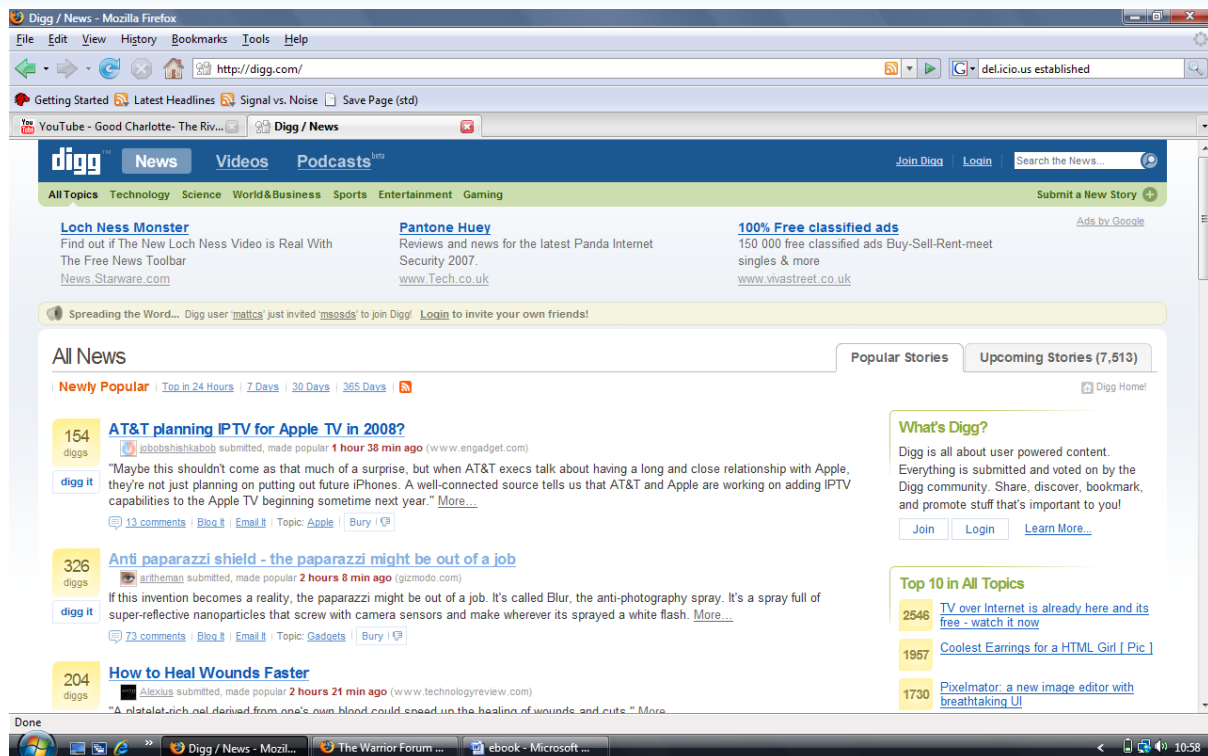 Digg / News - Mozilla Firefox
File Edit View History Bookmarks Tools Help
http://digg.com/
del.icio.us established
Getting Started Latest Headlines Signal vs. Noise Save Page (std)
You Tube YouTube - Good Charlotte- The Riv... Digg / News
digg™ News Videos Podcasts beta Join Digg Login Search the News...
All Topics Technology Science World & Business Sports Entertainment Gaming Submit a New Story
Loch Ness Monster
Find out if The New Loch Ness Video is Real With
The Free News Toolbar
News.Starware.com
Pantone Huey
Reviews and news for the latest Panda Internet
Security 2007.
www.Tech.co.uk
100% Free classified ads
150 000 free classified ads Buy-Sell-Rent-meet
singles & more
www.vivastreet.co.uk
Ads by Google
Spreading the Word... Digg user 'mattcs' just invited 'msosds' to join Digg! Login to invite your own friends!
All News
Popular Stories Upcoming Stories (7,513)
Newly Popular Top in 24 Hours 7 Days 30 Days 365 Days
Digg Home!
154
diggs
digg it
AT&T planning IPTV for Apple TV in 2008?
jobobshishkabob submitted, made popular 1 hour 38 min ago (www.engadget.com)
"Maybe this shouldn't come as that much of a surprise, but when AT&T execs talk about having a long and close relationship with Apple,
they're not just planning on putting out future iPhones. A well-connected source tells us that AT&T and Apple are working on adding IPTV
capabilities to the Apple TV beginning sometime next year." More...
13 comments Blog It Email It Topic: Apple Bury
326
diggs
digg it
Anti paparazzi shield - the paparazzi might be out of a job
aritheman submitted, made popular 2 hours 8 min ago (gizmodo.com)
If this invention becomes a reality, the paparazzi might be out of a job. It's called Blur, the anti-photography spray. It's a spray full of
super-reflective nanoparticles that screw with camera sensors and make wherever its sprayed a white flash. More...
73 comments Blog It Email It Topic: Gadgets Bury
204
diggs
How to Heal Wounds Faster
Alexius submitted, made popular 2 hours 21 min ago (www.technologyreview.com)
"A platelet-rich gel derived from one's own blood could speed up the healing of wounds and cuts." More
What's Digg?
Digg is all about user powered content.
Everything is submitted and voted on by the
Digg community. Share, discover, bookmark,
and promote stuff that's important to you!
Join Login Learn More...
Top 10 in All Topics
2546 TV over Internet is already here and its
free - watch it now
1957 Coolest Earrings for a HTML Girl [ Pic ]
1730 Pixelmator: a new image editor with
breathtaking UI
Done
Digg / News - Mozil... The Warrior Forum ... ebook - Microsoft ... 10:58